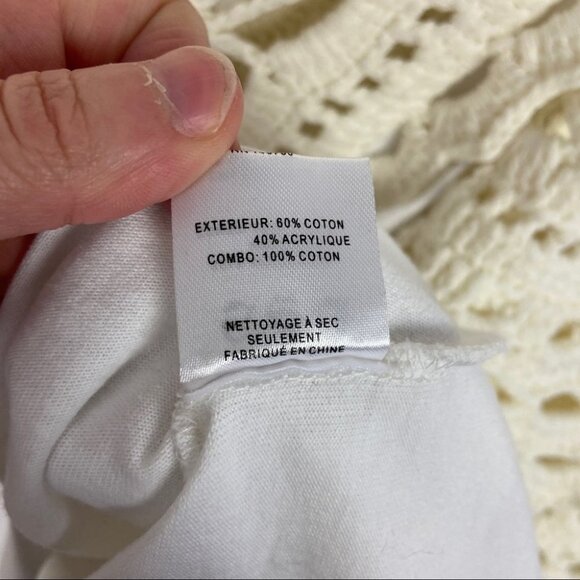 EXTERIEUR: 60% COTON
40% ACRYLIQUE
COMBO: 100% COTON
NETTOYAGE À SEC
SEULEMENT
FABRIQUÉ EN CHINE